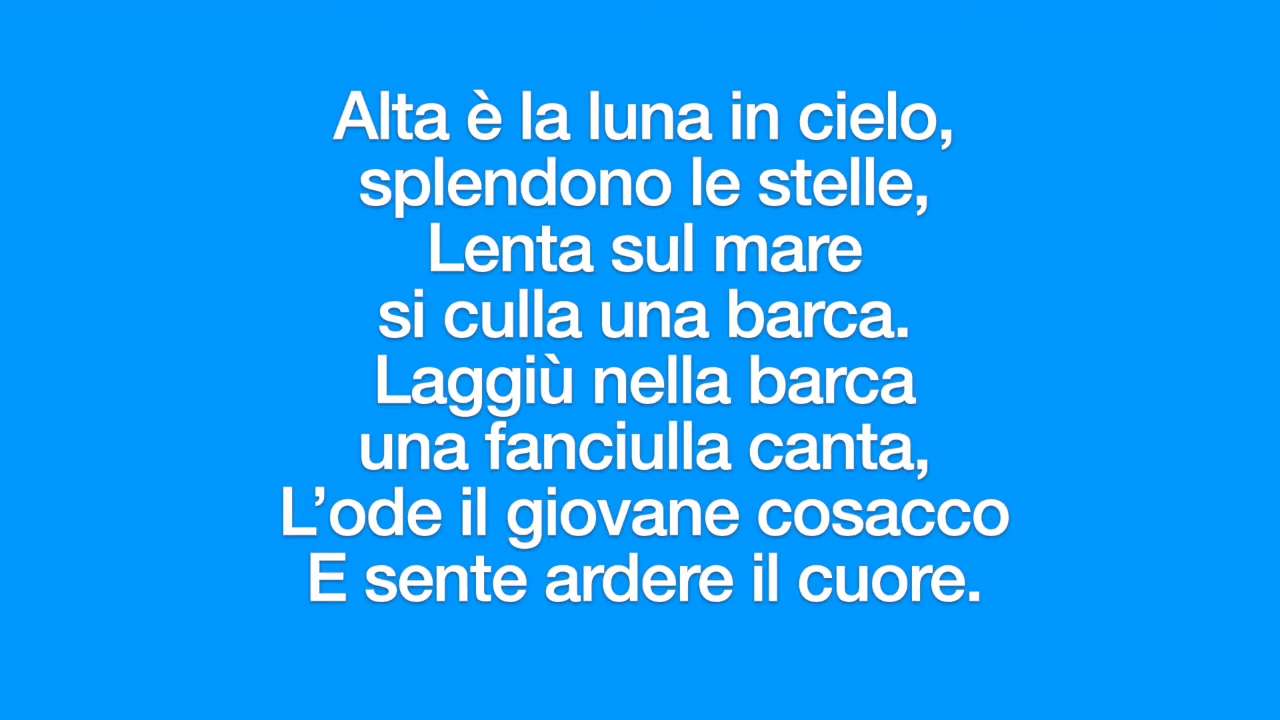 Alta è la luna in cielo,
splendono le stelle,
Lenta sul mare
si culla una barca.
Laggiù nella barca
una fanciulla canta,
L’ode il giovane cosacco
E sente ardere il cuore.